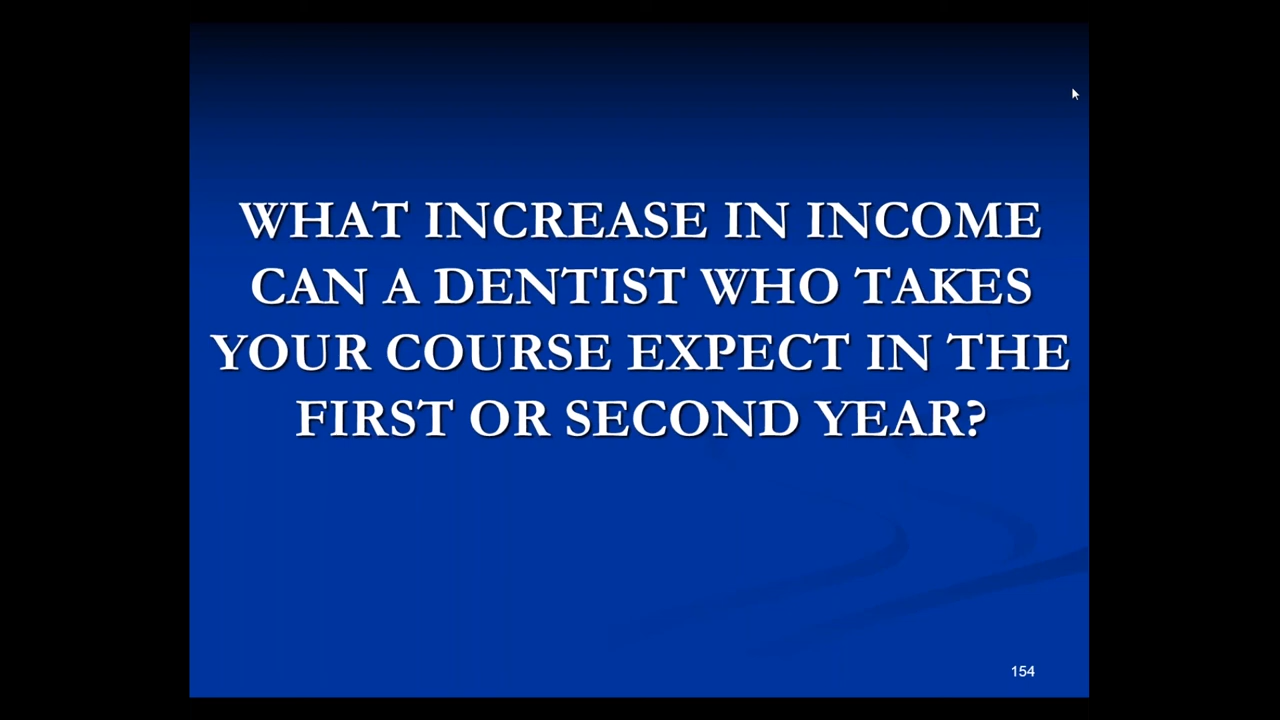 WHAT INCREASE IN INCOME
CAN A DENTIST WHO TAKES
YOUR COURSE EXPECT IN THE
FIRST OR SECOND YEAR?
154